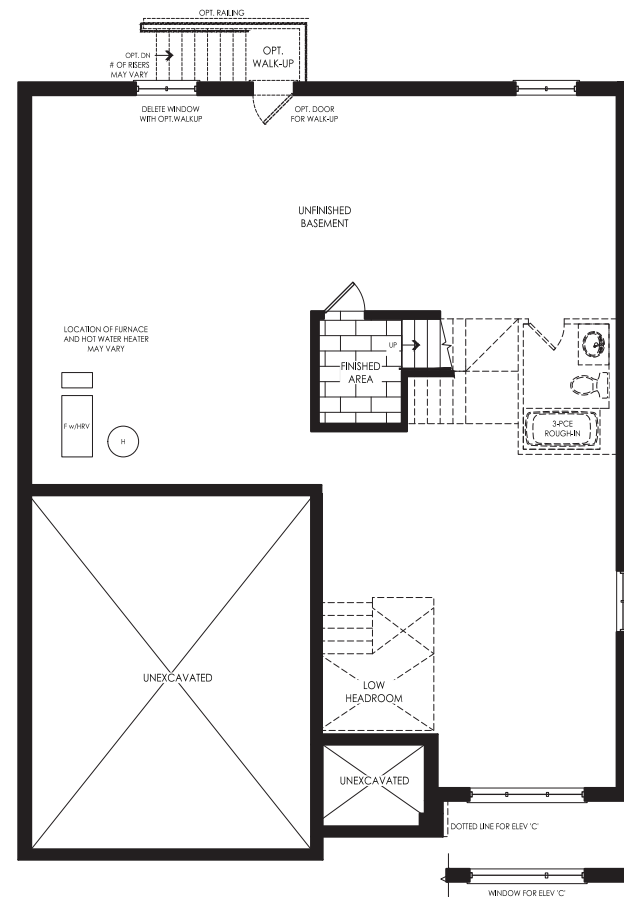 OPT. RAILING
OPT. DN
# OF RISERS
MAY VARY
OPT.
WALK-UP
DELETE WINDOW
WITH OPT.WALKUP
OPT. DOOR
FOR WALK-UP
UNFINISHED
BASEMENT
LOCATION OF FURNACE
AND HOT WATER HEATER
MAY VARY
UP
FINISHED
AREA
F w/HRV
H
3-PCE
ROUGH-IN
UNEXCAVATED
LOW
HEADROOM
UNEXCAVATED
DOTTED LINE FOR ELEV 'C'
WINDOW FOR ELEV 'C'